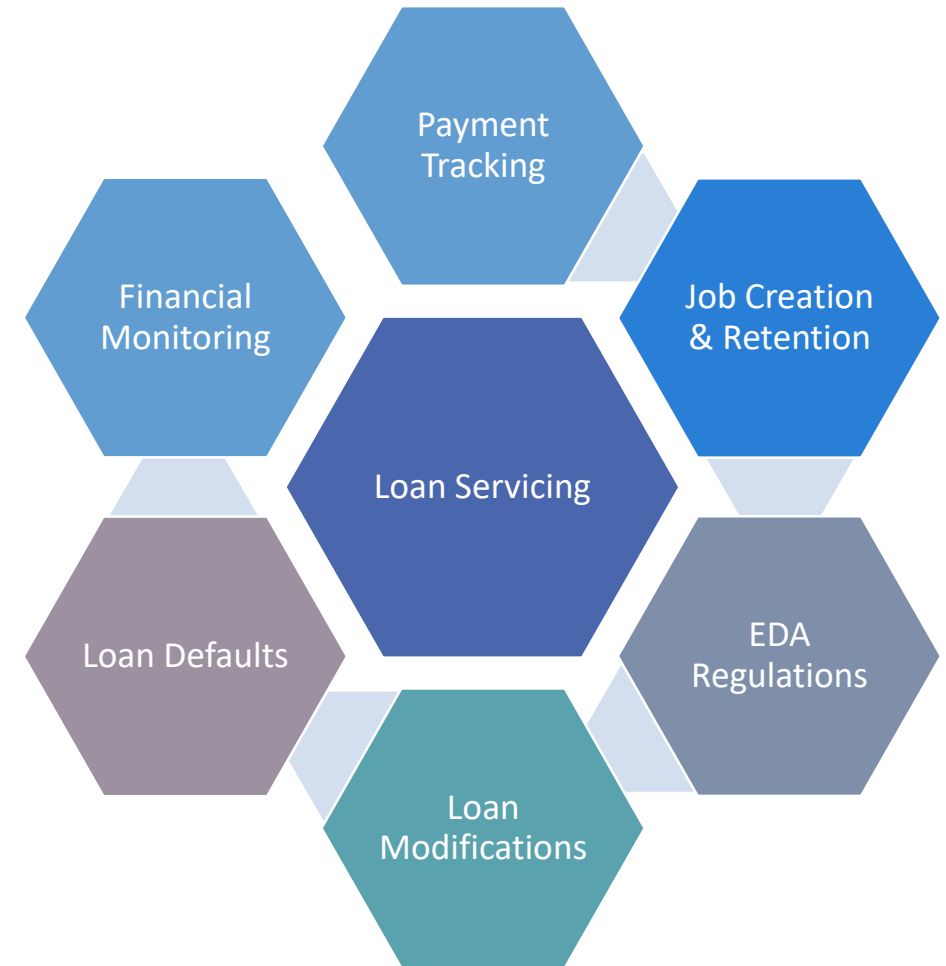 Payment
Tracking
Job Creation
& Retention
Financial
Monitoring
Loan Servicing
EDA
Regulations
Loan Defaults
Loan
Modifications